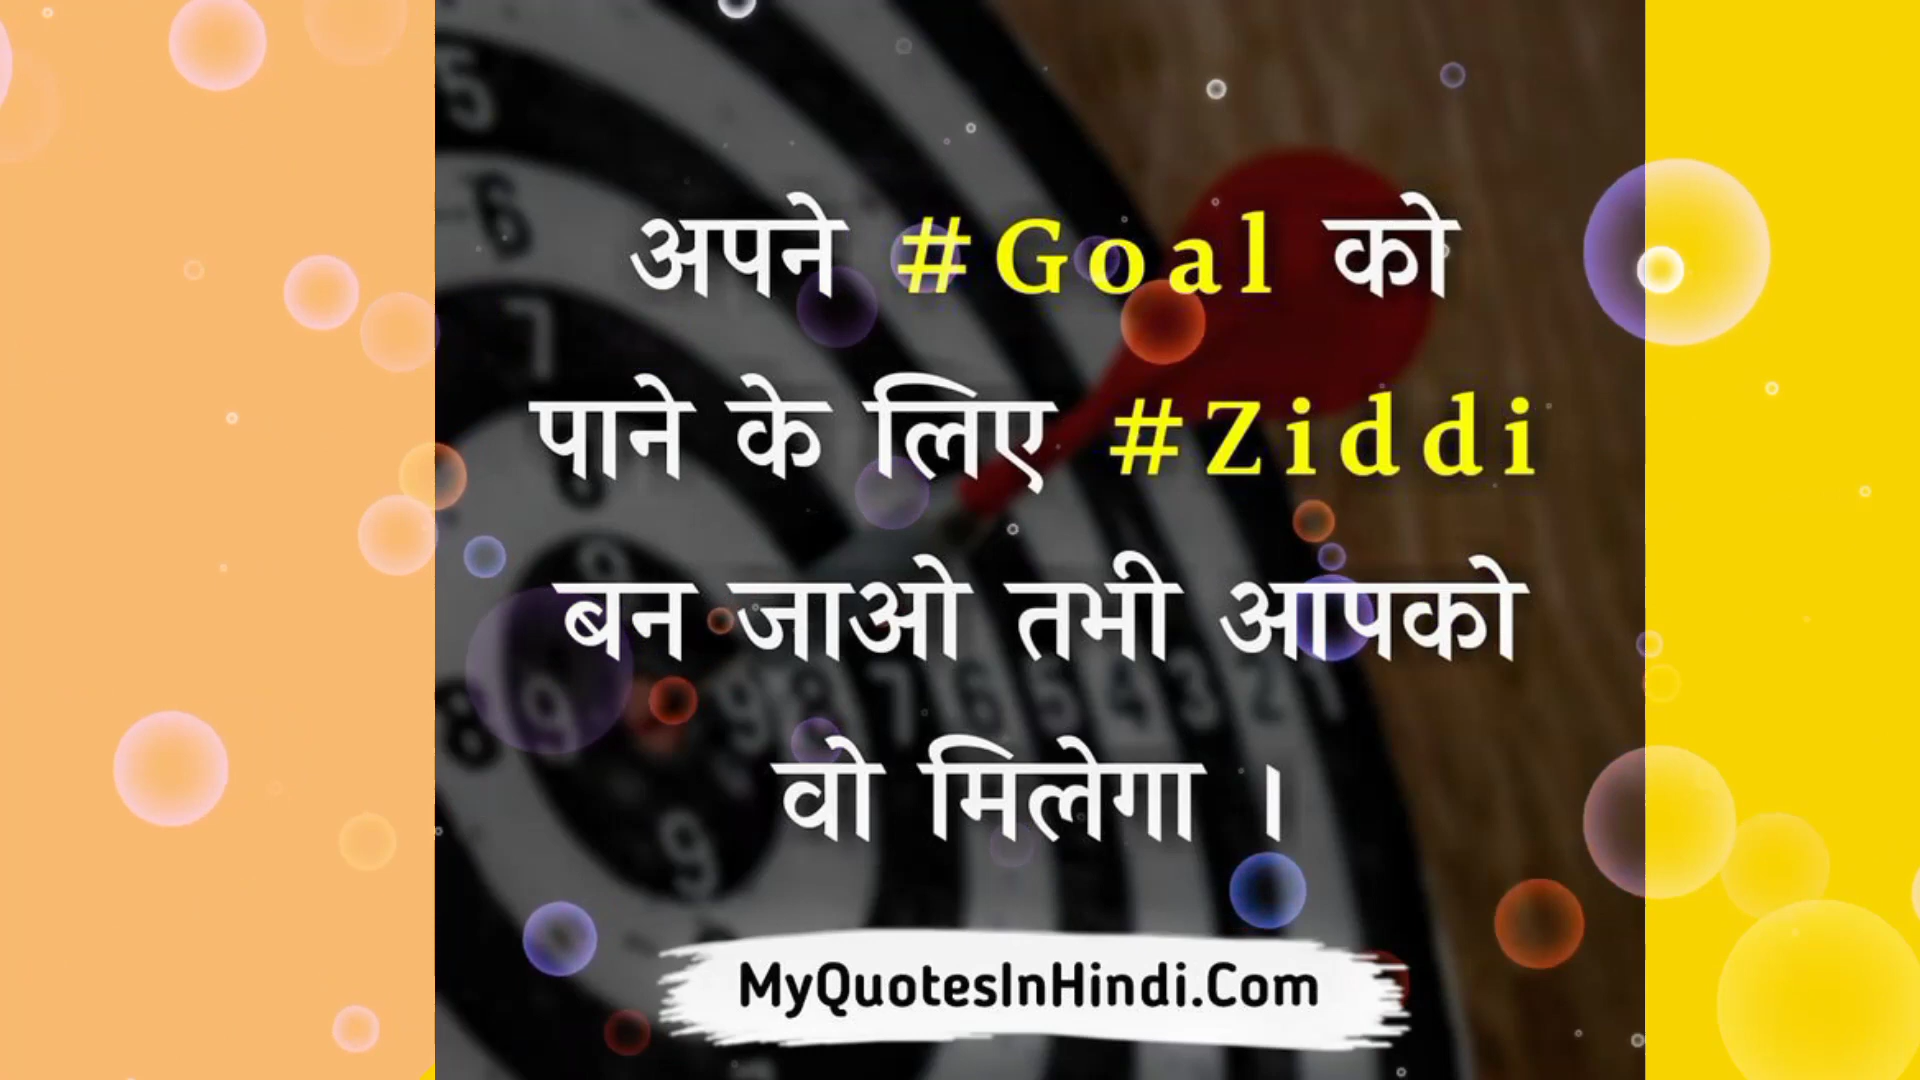 अपने #Goal को
पाने के लिए #Ziddi
बन जाओ तभी आपको
वो मिलेगा ।
MyQuotesInHindi.Com